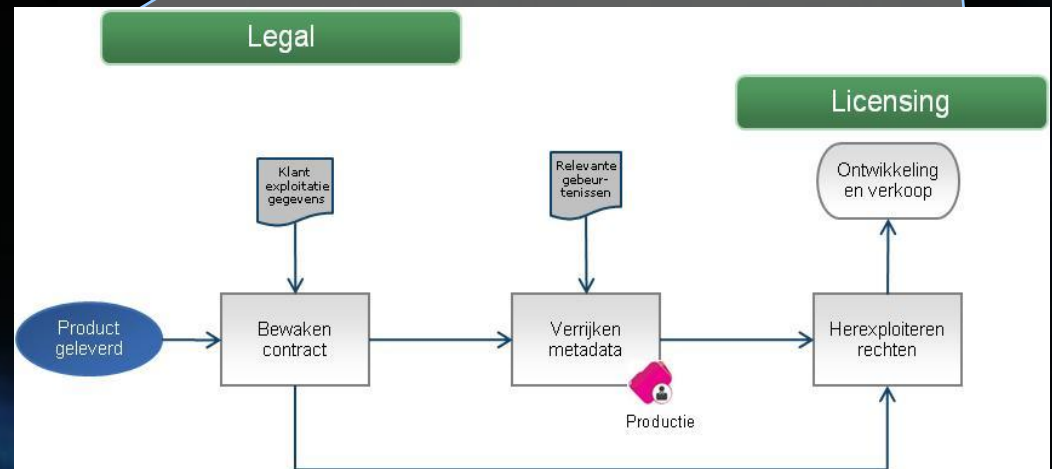 Legal
Licensing
Klant
exploitatie
gegevens
Relevante
gebeur-
tenissen
Ontwikkeling
en verkoop
Product
geleverd
Bewaken
contract
Verrijken
metadata
Herexploiteren
rechten
Productie